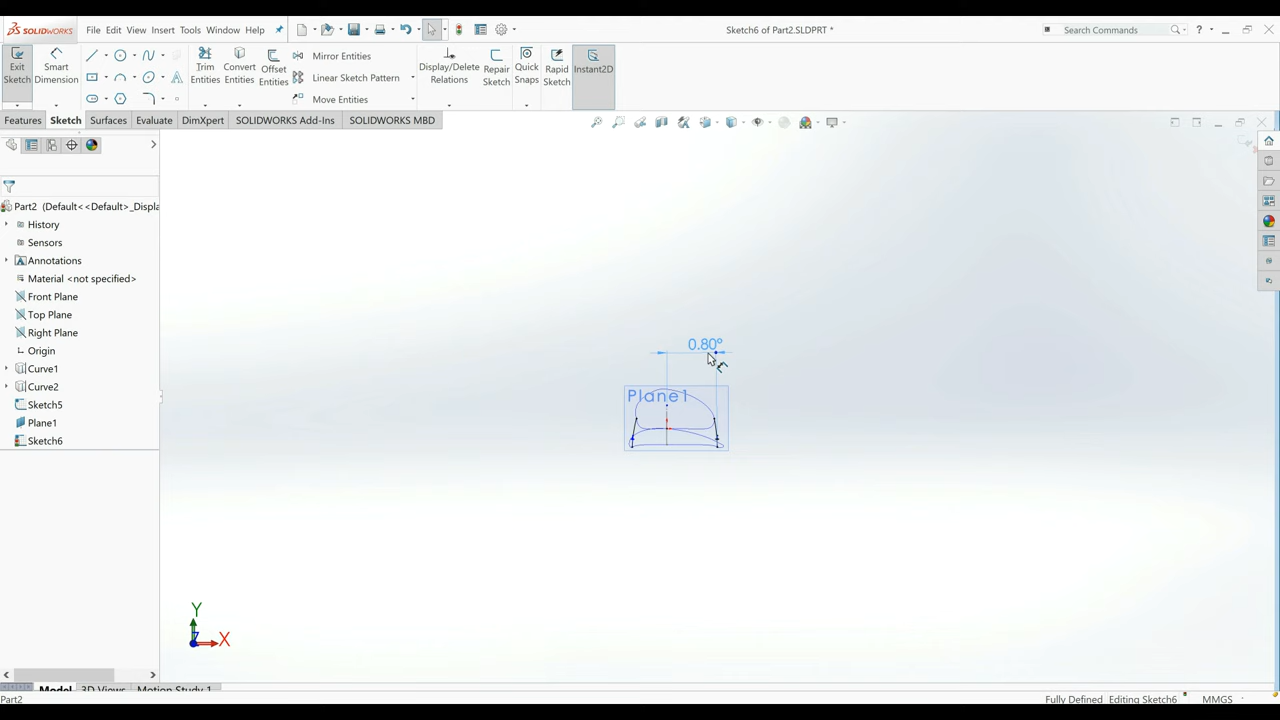 SOLIDWORKS File Edit View Insert Tools Window Help Sketch6 of Part2.SLDPRT * Search Commands
Exit Sketch
Smart Dimension
Trim Entities
Convert Entities
Offset Entities
Mirror Entities
Linear Sketch Pattern
Move Entities
Display/Delete Relations
Repair Sketch
Quick Snaps
Rapid Sketch
Instant2D
Features Sketch Surfaces Evaluate DimXpert SOLIDWORKS Add-Ins SOLIDWORKS MBD
Part2 (Default<<Default>_Displa
History
Sensors
Annotations
Material <not specified>
Front Plane
Top Plane
Right Plane
Origin
Curve1
Curve2
Sketch5
Plane1
Sketch6
0.80°
Plane1
Y
Z
X
Model 3D Views Motion Study 1
Part2 Fully Defined Editing Sketch6 MMGS